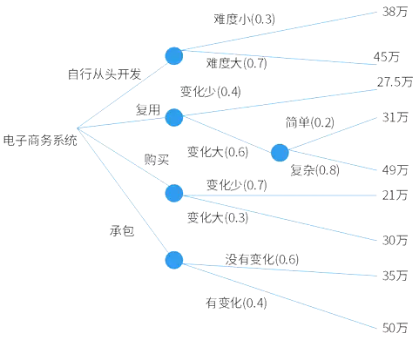 难度小(0.3)
38万
自行从头开发
难度大(0.7)
45万
27.5万
变化少(0.4)
复用
简单(0.2)
31万
电子商务系统
变化大(0.6)
购买
复杂(0.8)
49万
变化少(0.7)
21万
变化大(0.3)
承包
30万
没有变化(0.6)
35万
有变化(0.4)
50万